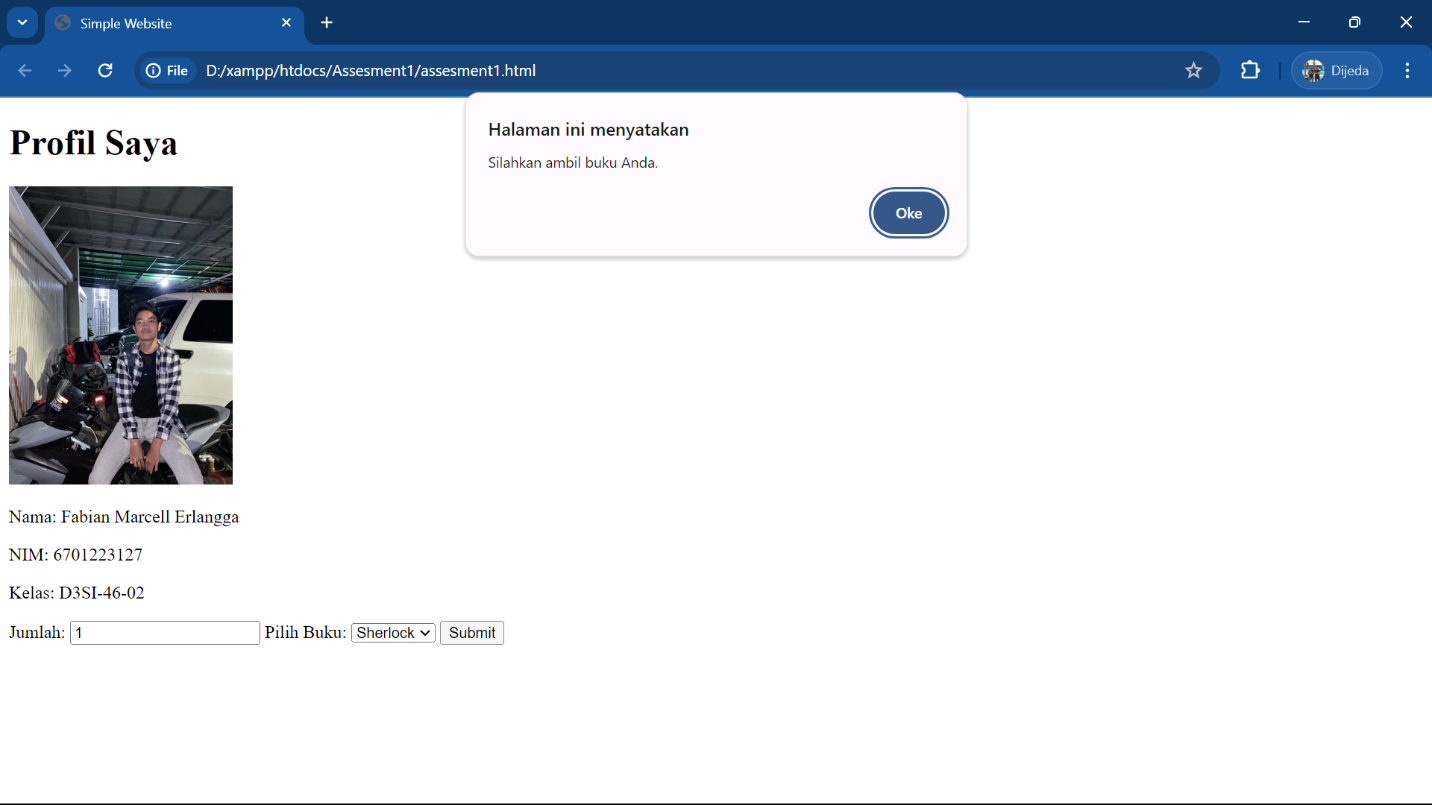 Simple Website
File D:/xampp/htdocs/Assesment1/assesment1.html Dijeda
Halaman ini menyatakan
Silahkan ambil buku Anda.
Oke
Profil Saya
Nama: Fabian Marcell Erlangga
NIM: 6701223127
Kelas: D3SI-46-02
Jumlah: 1 Pilih Buku: Sherlock Submit